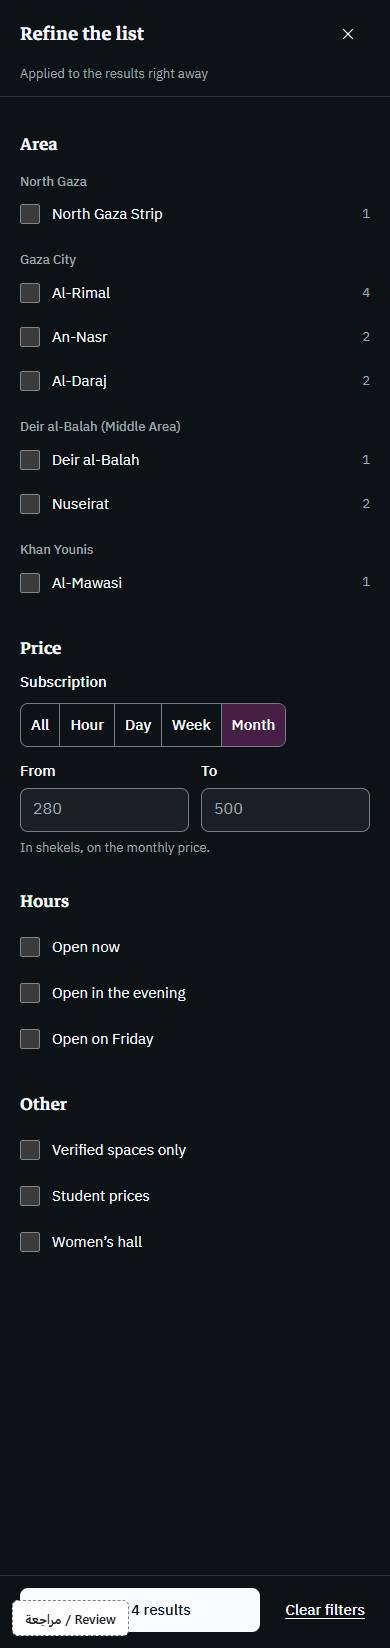 Refine the list
Applied to the results right away
Area
North Gaza
North Gaza Strip 1
Gaza City
Al-Rimal 4
An-Nasr 2
Al-Daraj 2
Deir al-Balah (Middle Area)
Deir al-Balah 1
Nuseirat 2
Khan Younis
Al-Mawasi 1
Price
Subscription
All Hour Day Week Month
From To
280 500
In shekels, on the monthly price.
Hours
Open now
Open in the evening
Open on Friday
Other
Verified spaces only
Student prices
Women’s hall
4 results Clear filters
مراجعة / Review